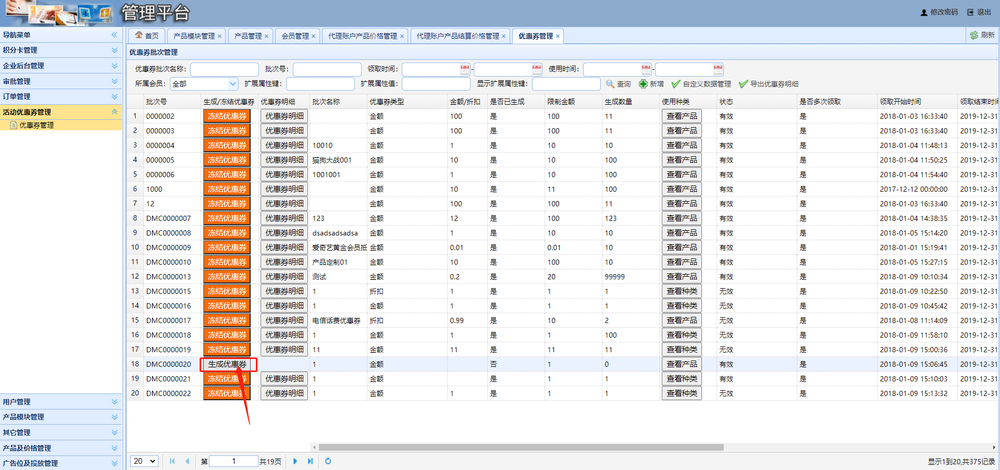 管理平台
修改密码 退出
导航菜单
积分卡管理
企业后台管理
审批管理
订单管理
活动优惠券管理
优惠券管理
用户管理
产品模块管理
其它管理
产品及价格管理
广告位及投放管理
首页 产品模块管理 产品管理 会员管理 代理账户产品价格管理 代理账户产品结算价格管理 优惠券管理 刷新
优惠券批次管理
优惠券批次名称: 批次号: 领取时间: - 使用时间: -
所属会员: 全部 扩展属性键: 扩展属性值: 显示扩展属性键: 查询 新增 自定义数据管理 导出优惠券明细
批次号 生成/冻结优惠券 优惠券明细 批次名称 优惠券类型 金额/折扣 是否已生成 限制金额 生成数量 使用种类 状态 是否多次领取 领取开始时间 领取结束时间
1 0000002 冻结优惠券 优惠券明细 金额 100 是 100 11 查看产品 有效 是 2018-01-03 16:33:40 2019-12-31
2 0000003 冻结优惠券 优惠券明细 金额 100 是 100 11 查看产品 有效 是 2018-01-03 16:33:40 2019-12-31
3 0000004 冻结优惠券 优惠券明细 10010 金额 1 是 10 10 查看产品 有效 是 2018-01-04 11:48:13 2019-12-31
4 0000005 冻结优惠券 优惠券明细 猫狗大战001 金额 10 是 10 100 查看产品 有效 是 2018-01-04 11:50:25 2019-12-31
5 0000006 冻结优惠券 优惠券明细 1001001 金额 1 是 10 100 查看产品 有效 是 2018-01-04 11:54:40 2019-12-31
6 1000 冻结优惠券 优惠券明细 金额 10 是 11 100 查看产品 有效 是 2017-12-12 00:00:00 2019-12-31
7 12 冻结优惠券 优惠券明细 金额 100 是 100 11 查看产品 有效 是 2018-01-03 16:33:40 2019-12-31
8 DMC0000007 冻结优惠券 优惠券明细 123 金额 12 是 100 123 查看产品 有效 是 2018-01-04 14:38:35 2019-12-31
9 DMC0000008 冻结优惠券 优惠券明细 dsadsadsadsa 金额 1 是 10 10 查看产品 有效 是 2018-01-05 15:14:20 2019-12-31
10 DMC0000009 冻结优惠券 优惠券明细 爱奇艺黄金会员抵 金额 0.01 是 0.01 10 查看产品 有效 是 2018-01-01 15:19:41 2019-12-31
11 DMC0000010 冻结优惠券 优惠券明细 产品定制01 金额 10 是 100 10 查看产品 有效 是 2018-01-05 15:27:15 2019-12-31
12 DMC0000013 冻结优惠券 优惠券明细 测试 金额 0.2 是 20 99999 查看产品 有效 是 2018-01-09 10:10:34 2019-12-31
13 DMC0000015 冻结优惠券 优惠券明细 1 折扣 1 是 1 1 查看种类 无效 是 2018-01-09 10:22:50 2019-12-31
14 DMC0000016 冻结优惠券 优惠券明细 1 金额 1 是 1 1 查看种类 无效 是 2018-01-09 10:45:42 2019-12-31
15 DMC0000017 冻结优惠券 优惠券明细 电信话费优惠券 折扣 0.99 是 10 2 查看产品 无效 是 2018-01-08 11:14:09 2019-12-31
16 DMC0000018 冻结优惠券 优惠券明细 1 金额 1 是 1 100 查看种类 无效 是 2018-01-09 11:58:10 2019-12-31
17 DMC0000019 冻结优惠券 优惠券明细 11 金额 11 是 11 11 查看种类 无效 是 2018-01-09 15:00:36 2019-12-31
18 DMC0000020 生成优惠券 1 金额 否 1 0 查看产品 有效 是 2018-01-09 15:06:45 2019-12-31
19 DMC0000021 冻结优惠券 优惠券明细 1 金额 是 1 1 查看种类 有效 是 2018-01-09 15:10:03 2019-12-31
20 DMC0000022 冻结优惠券 优惠券明细 1 金额 1 是 1 1 查看种类 无效 是 2018-01-09 15:13:32 2019-12-31
20 第 1 共19页 显示1到20,共375记录